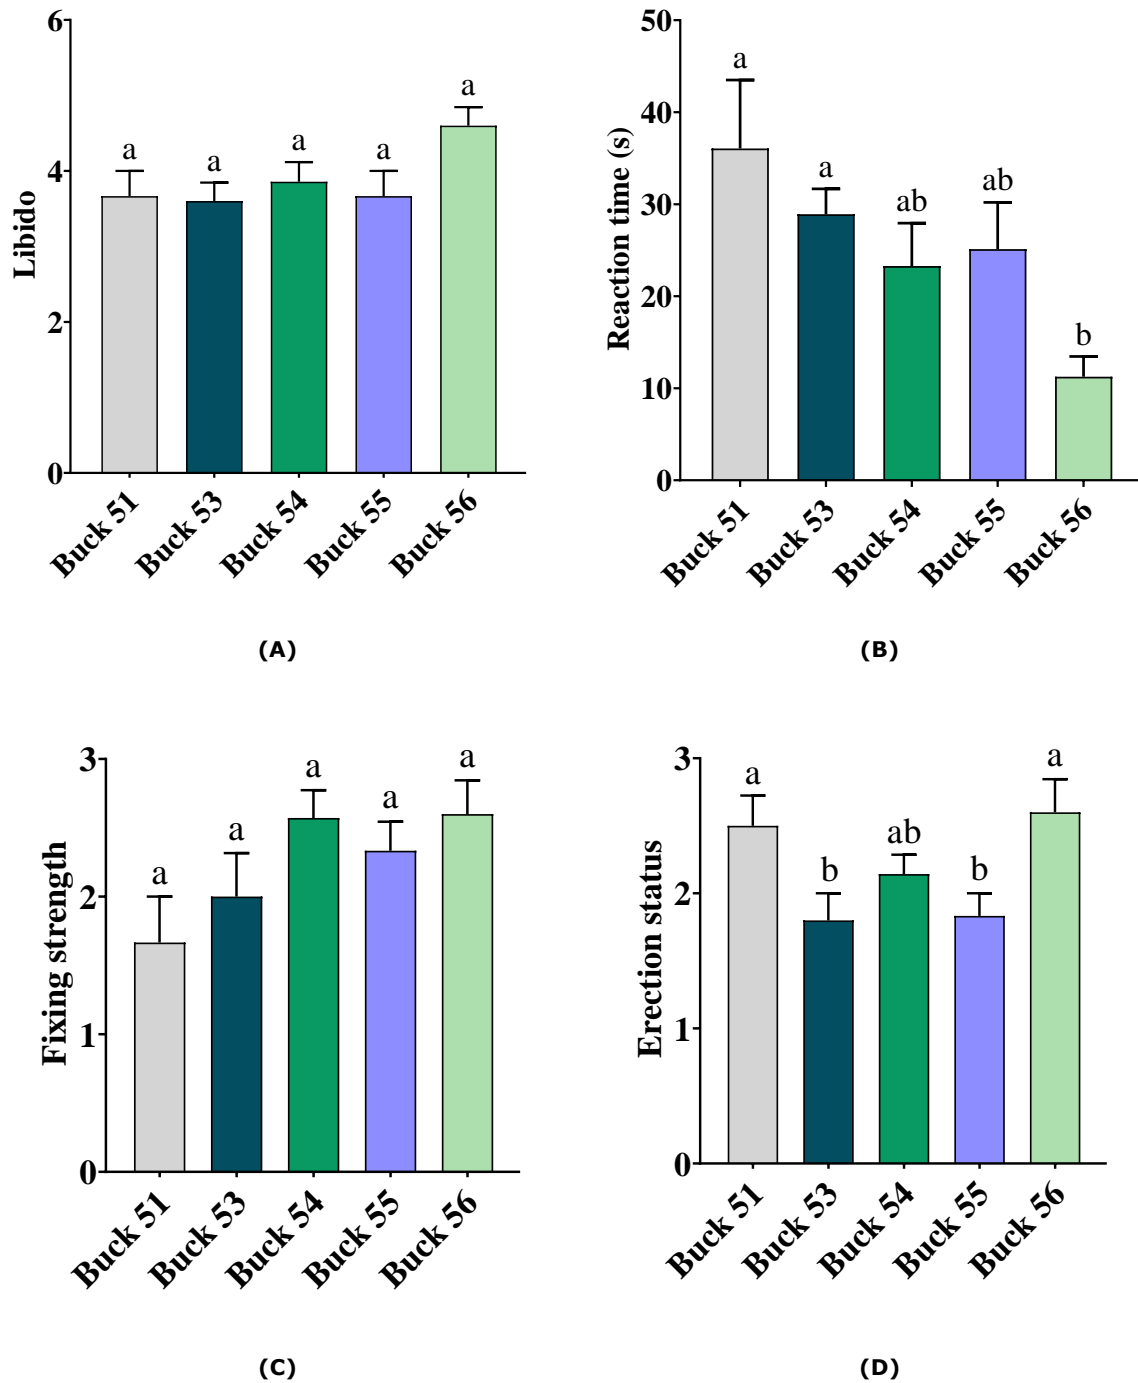 Libido
6
4
2
0
a
a
a
a
a
Buck 51
Buck 53
Buck 54
Buck 55
Buck 56
(A)
Reaction time (s)
50
40
30
20
10
0
a
a
ab
ab
b
Buck 51
Buck 53
Buck 54
Buck 55
Buck 56
(B)
Fixing strength
3
2
1
0
a
a
a
a
a
Buck 51
Buck 53
Buck 54
Buck 55
Buck 56
(C)
Erection status
3
2
1
0
a
b
ab
b
a
Buck 51
Buck 53
Buck 54
Buck 55
Buck 56
(D)